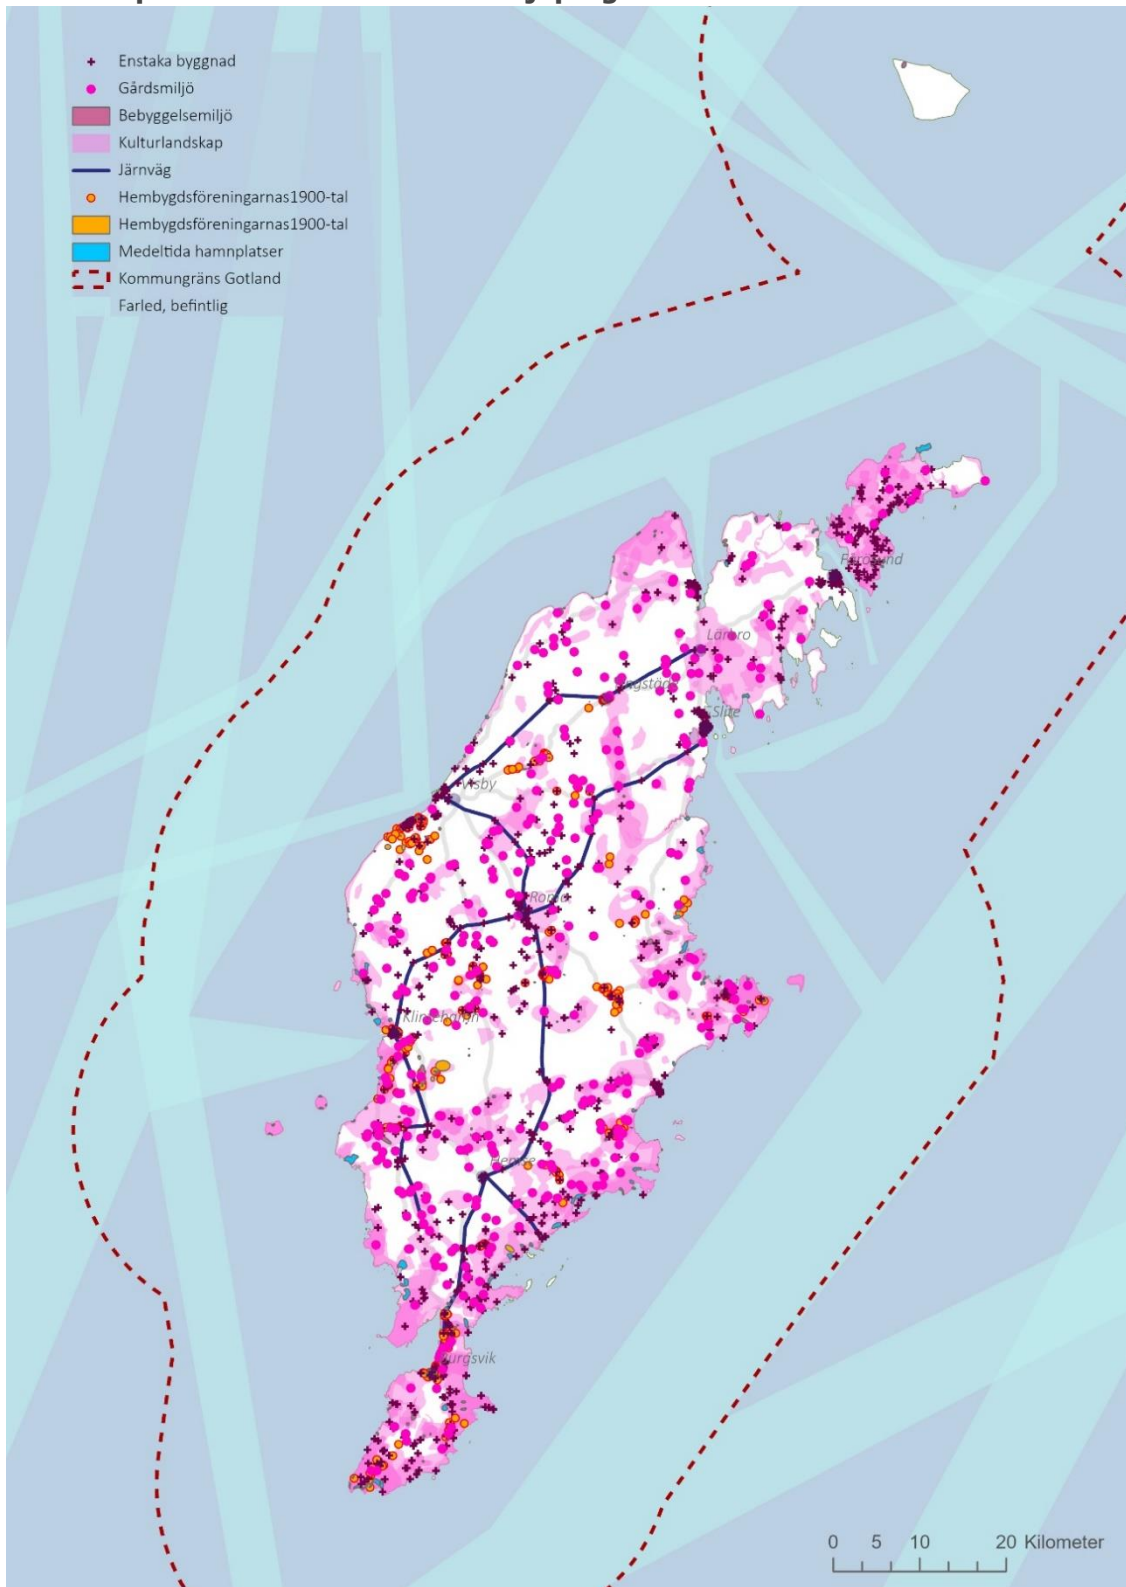 Enstaka byggnad
Gårdsmiljö
Bebyggelsemiljö
Kulturlandskap
Järnväg
Hembygdsföreningarnas1900-tal
Hembygdsföreningarnas1900-tal
Medeltida hamnplatser
Kommungräns Gotland
Farled, befintlig
Fårösund
Lärbro
Slite
Visby
Roma
Klintehamn
Hemse
Burgsvik
0 5 10 20 Kilometer